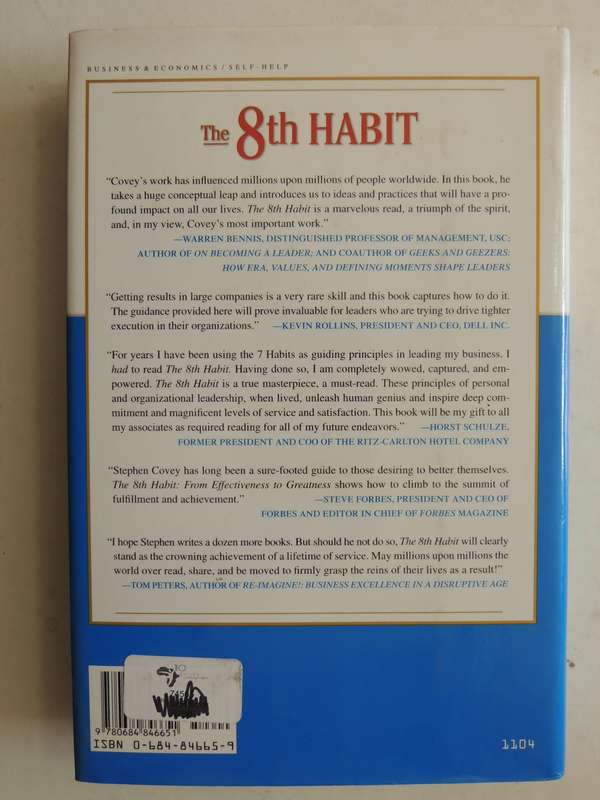 BUSINESS & ECONOMICS / SELF-HELP
The 8th HABIT
“Covey’s work has influenced millions upon millions of people worldwide. In this book, he
takes a huge conceptual leap and introduces us to ideas and practices that will have a pro-
found impact on all our lives. The 8th Habit is a marvelous read, a triumph of the spirit,
and, in my view, Covey’s most important work.”
—WARREN BENNIS, DISTINGUISHED PROFESSOR OF MANAGEMENT, USC;
AUTHOR OF ON BECOMING A LEADER; AND COAUTHOR OF GEEKS AND GEEZERS:
HOW ERA, VALUES, AND DEFINING MOMENTS SHAPE LEADERS
“Getting results in large companies is a very rare skill and this book captures how to do it.
The guidance provided here will prove invaluable for leaders who are trying to drive tighter
execution in their organizations.” —KEVIN ROLLINS, PRESIDENT AND CEO, DELL INC.
“For years I have been using the 7 Habits as guiding principles in leading my business. I
had to read The 8th Habit. Having done so, I am completely wowed, captured, and em-
powered. The 8th Habit is a true masterpiece, a must-read. These principles of personal
and organizational leadership, when lived, unleash human genius and inspire deep com-
mitment and magnificent levels of service and satisfaction. This book will be my gift to all
my associates as required reading for all of my future endeavors.” —HORST SCHULZE,
FORMER PRESIDENT AND COO OF THE RITZ-CARLTON HOTEL COMPANY
“Stephen Covey has long been a sure-footed guide to those desiring to better themselves.
The 8th Habit: From Effectiveness to Greatness shows how to climb to the summit of
fulfillment and achievement.” —STEVE FORBES, PRESIDENT AND CEO OF
FORBES AND EDITOR IN CHIEF OF FORBES MAGAZINE
“I hope Stephen writes a dozen more books. But should he not do so, The 8th Habit will clearly
stand as the crowning achievement of a lifetime of service. May millions upon millions the
world over read, share, and be moved to firmly grasp the reins of their lives as a result!”
—TOM PETERS, AUTHOR OF RE-IMAGINE!: BUSINESS EXCELLENCE IN A DISRUPTIVE AGE
9 780684 846651
ISBN 0-684-84665-9
1104